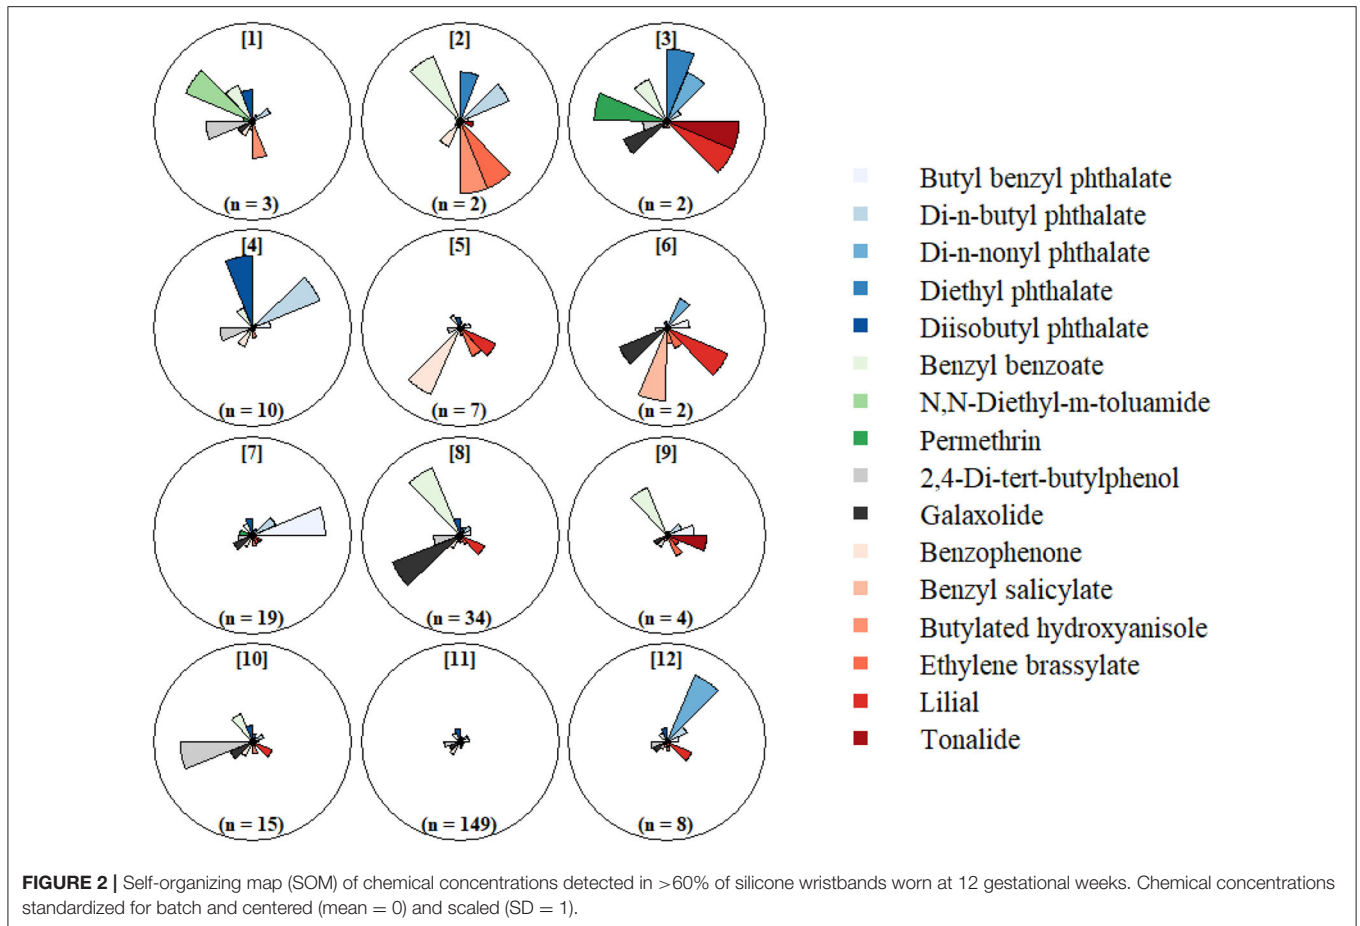 [1]
[2]
[3]
(n = 3)
(n = 2)
(n = 2)
[4]
[5]
[6]
(n = 10)
(n = 7)
(n = 2)
[7]
[8]
[9]
(n = 19)
(n = 34)
(n = 4)
[10]
[11]
[12]
(n = 15)
(n = 149)
(n = 8)
Butyl benzyl phthalate
Di-n-butyl phthalate
Di-n-nonyl phthalate
Diethyl phthalate
Diisobutyl phthalate
Benzyl benzoate
N,N-Diethyl-m-toluamide
Permethrin
2,4-Di-tert-butylphenol
Galaxolide
Benzophenone
Benzyl salicylate
Butylated hydroxyanisole
Ethylene brassylate
Lilial
Tonalide
FIGURE 2 | Self-organizing map (SOM) of chemical concentrations detected in >60% of silicone wristbands worn at 12 gestational weeks. Chemical concentrations
standardized for batch and centered (mean = 0) and scaled (SD = 1).